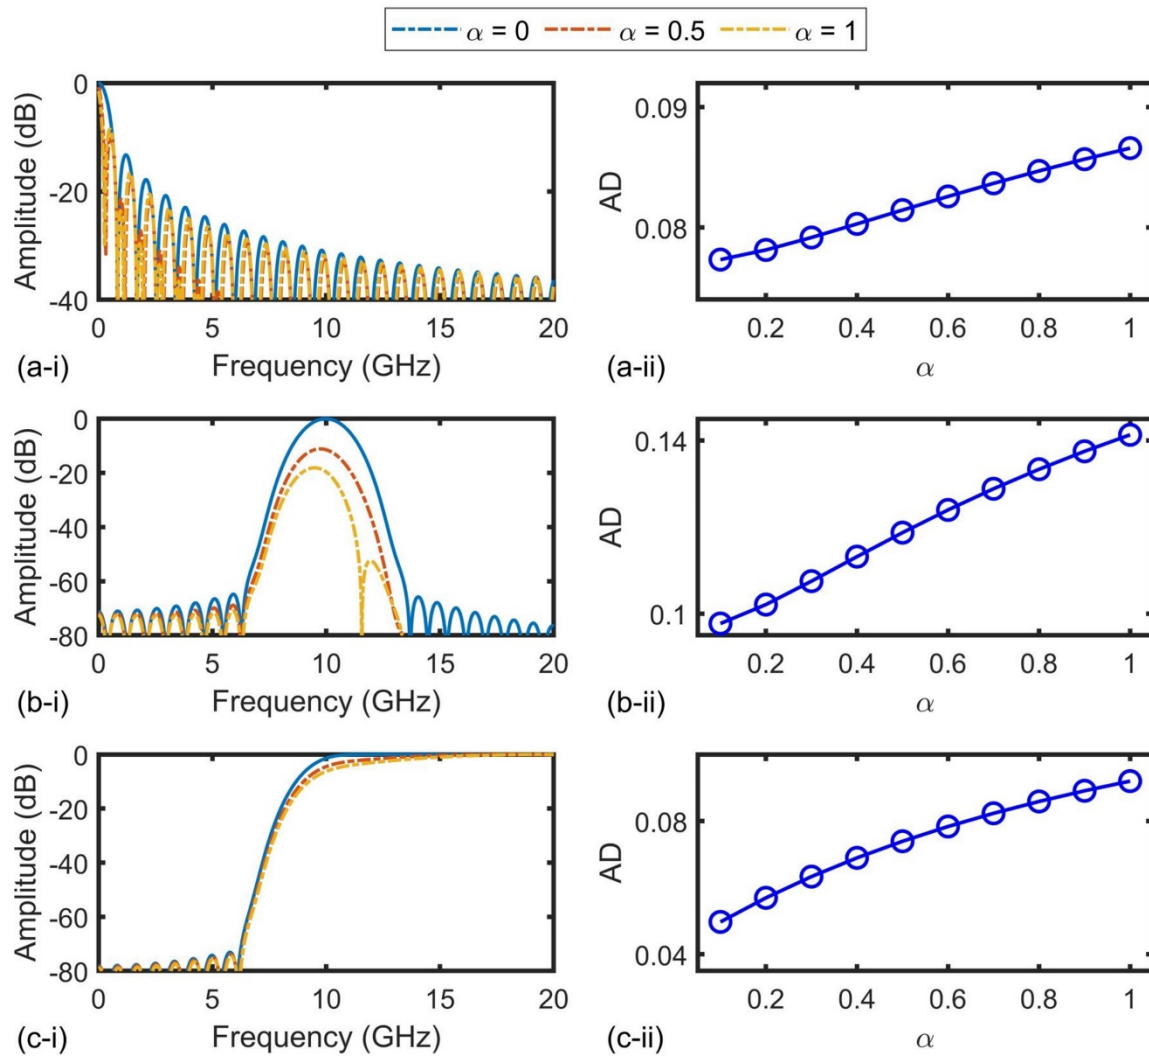 α = 0 α = 0.5 α = 1
0
-20
-40
Amplitude (dB)
0 5 10 15 20
Frequency (GHz)
(a-i)
0.09
0.08
AD
0.2 0.4 0.6 0.8 1
α
(a-ii)
0
-20
-40
-60
-80
Amplitude (dB)
0 5 10 15 20
Frequency (GHz)
(b-i)
0.14
0.1
AD
0.2 0.4 0.6 0.8 1
α
(b-ii)
0
-20
-40
-60
-80
Amplitude (dB)
0 5 10 15 20
Frequency (GHz)
(c-i)
0.08
0.04
AD
0.2 0.4 0.6 0.8 1
α
(c-ii)